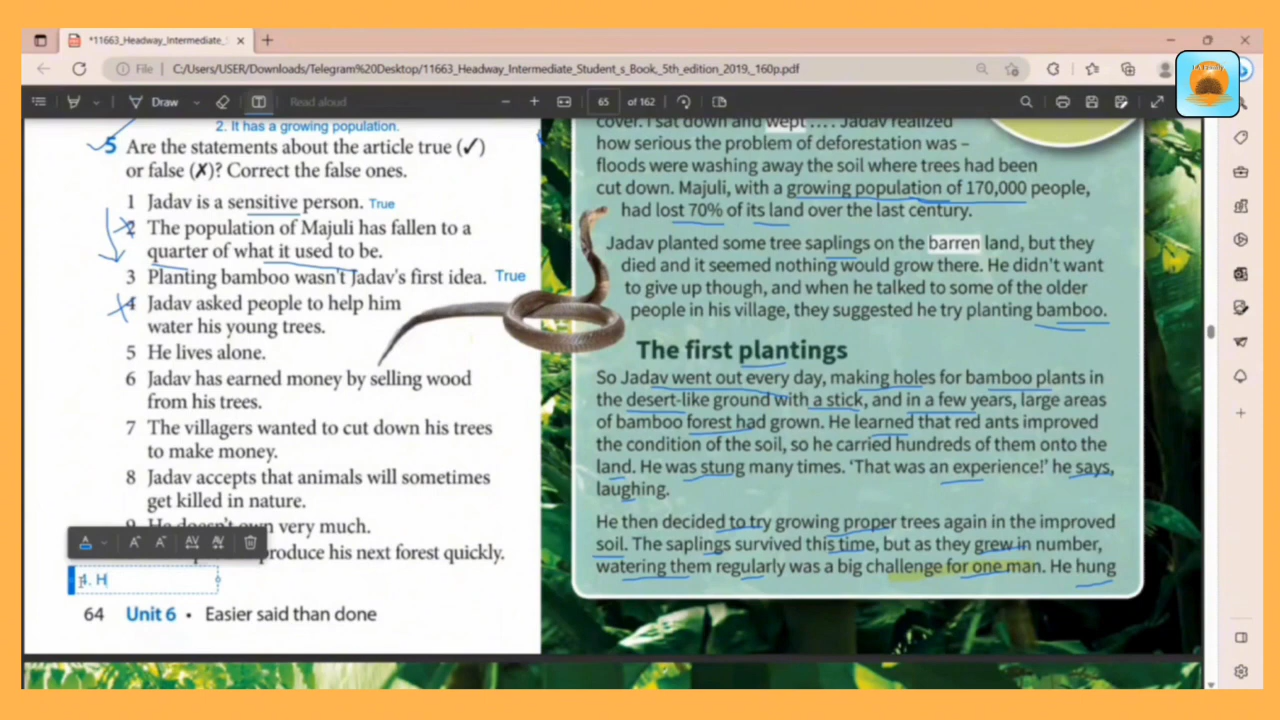 *11663_Headway_Intermediate_S
File
C:/Users/USER/Downloads/Telegram%20Desktop/11663_Headway_Intermediate_Student_s_Book,_5th_edition_2019,_160p.pdf
Draw
Read aloud
65
of 162
2. It has a growing population.
5 Are the statements about the article true (✓)
or false (✗)? Correct the false ones.
1 Jadav is a sensitive person. True
2 The population of Majuli has fallen to a
quarter of what it used to be.
3 Planting bamboo wasn't Jadav's first idea. True
4 Jadav asked people to help him
water his young trees.
5 He lives alone.
6 Jadav has earned money by selling wood
from his trees.
7 The villagers wanted to cut down his trees
to make money.
8 Jadav accepts that animals will sometimes
get killed in nature.
9 He doesn't own very much.
produce his next forest quickly.
4. H
64 Unit 6 • Easier said than done
cover. I sat down and wept …. Jadav realized
how serious the problem of deforestation was –
floods were washing away the soil where trees had been
cut down. Majuli, with a growing population of 170,000 people,
had lost 70% of its land over the last century.
Jadav planted some tree saplings on the barren land, but they
died and it seemed nothing would grow there. He didn't want
to give up though, and when he talked to some of the older
people in his village, they suggested he try planting bamboo.
The first plantings
So Jadav went out every day, making holes for bamboo plants in
the desert-like ground with a stick, and in a few years, large areas
of bamboo forest had grown. He learned that red ants improved
the condition of the soil, so he carried hundreds of them onto the
land. He was stung many times. 'That was an experience!' he says,
laughing.
He then decided to try growing proper trees again in the improved
soil. The saplings survived this time, but as they grew in number,
watering them regularly was a big challenge for one man. He hung